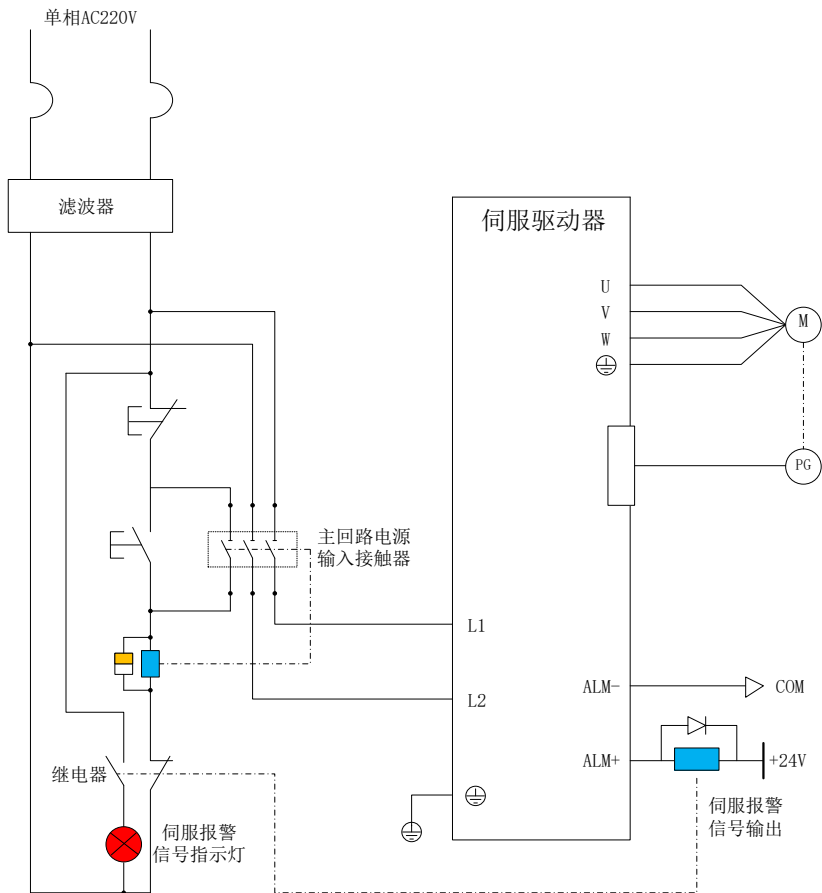 单相AC220V
滤波器
伺服驱动器
U
V
W
M
PG
主回路电源
输入接触器
L1
L2
ALM-
COM
ALM+
+24V
继电器
伺服报警
信号指示灯
伺服报警
信号输出